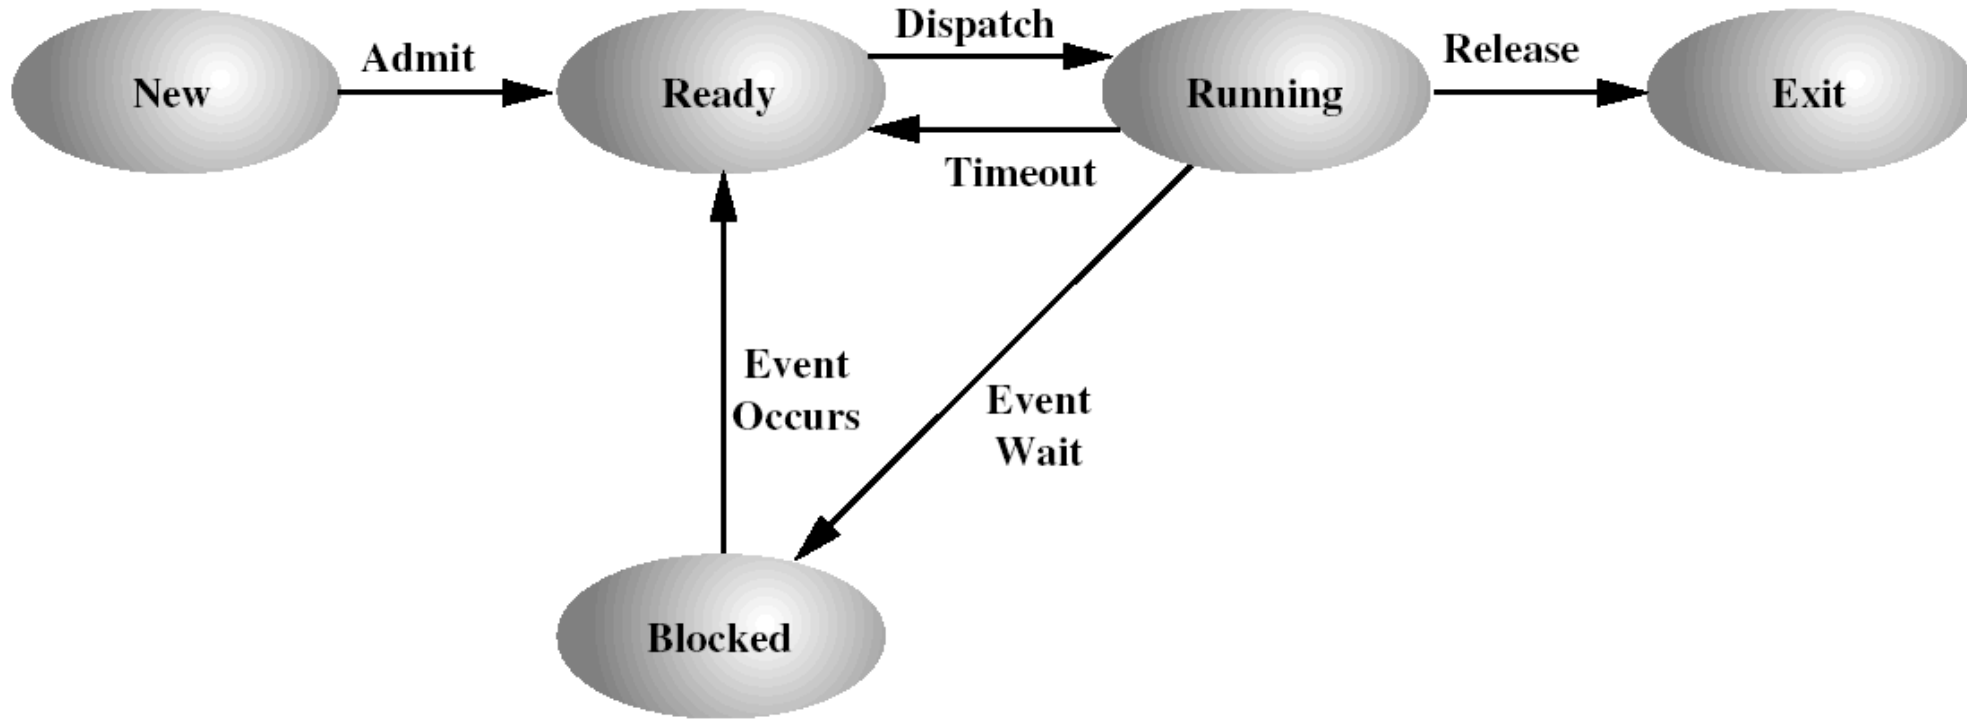 Dispatch
Admit
Release
New
Ready
Running
Exit
Timeout
Event
Occurs
Event
Wait
Blocked